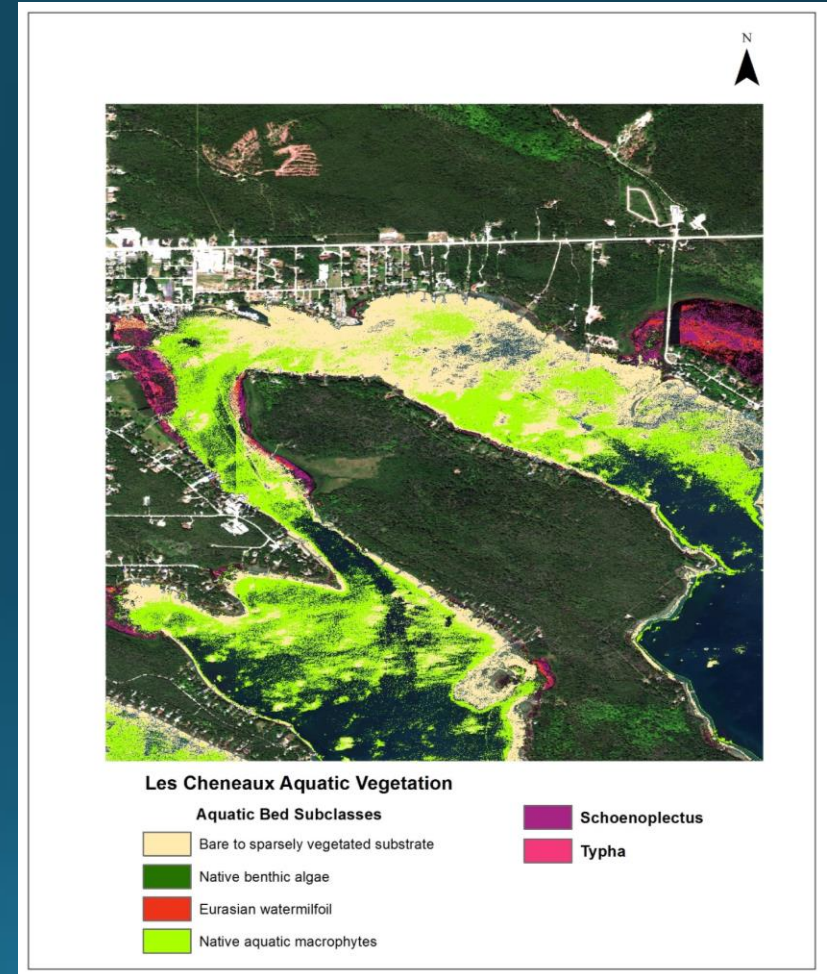 N
Les Cheneaux Aquatic Vegetation
Aquatic Bed Subclasses
Bare to sparsely vegetated substrate
Native benthic algae
Eurasian watermilfoil
Native aquatic macrophytes
Schoenoplectus
Typha